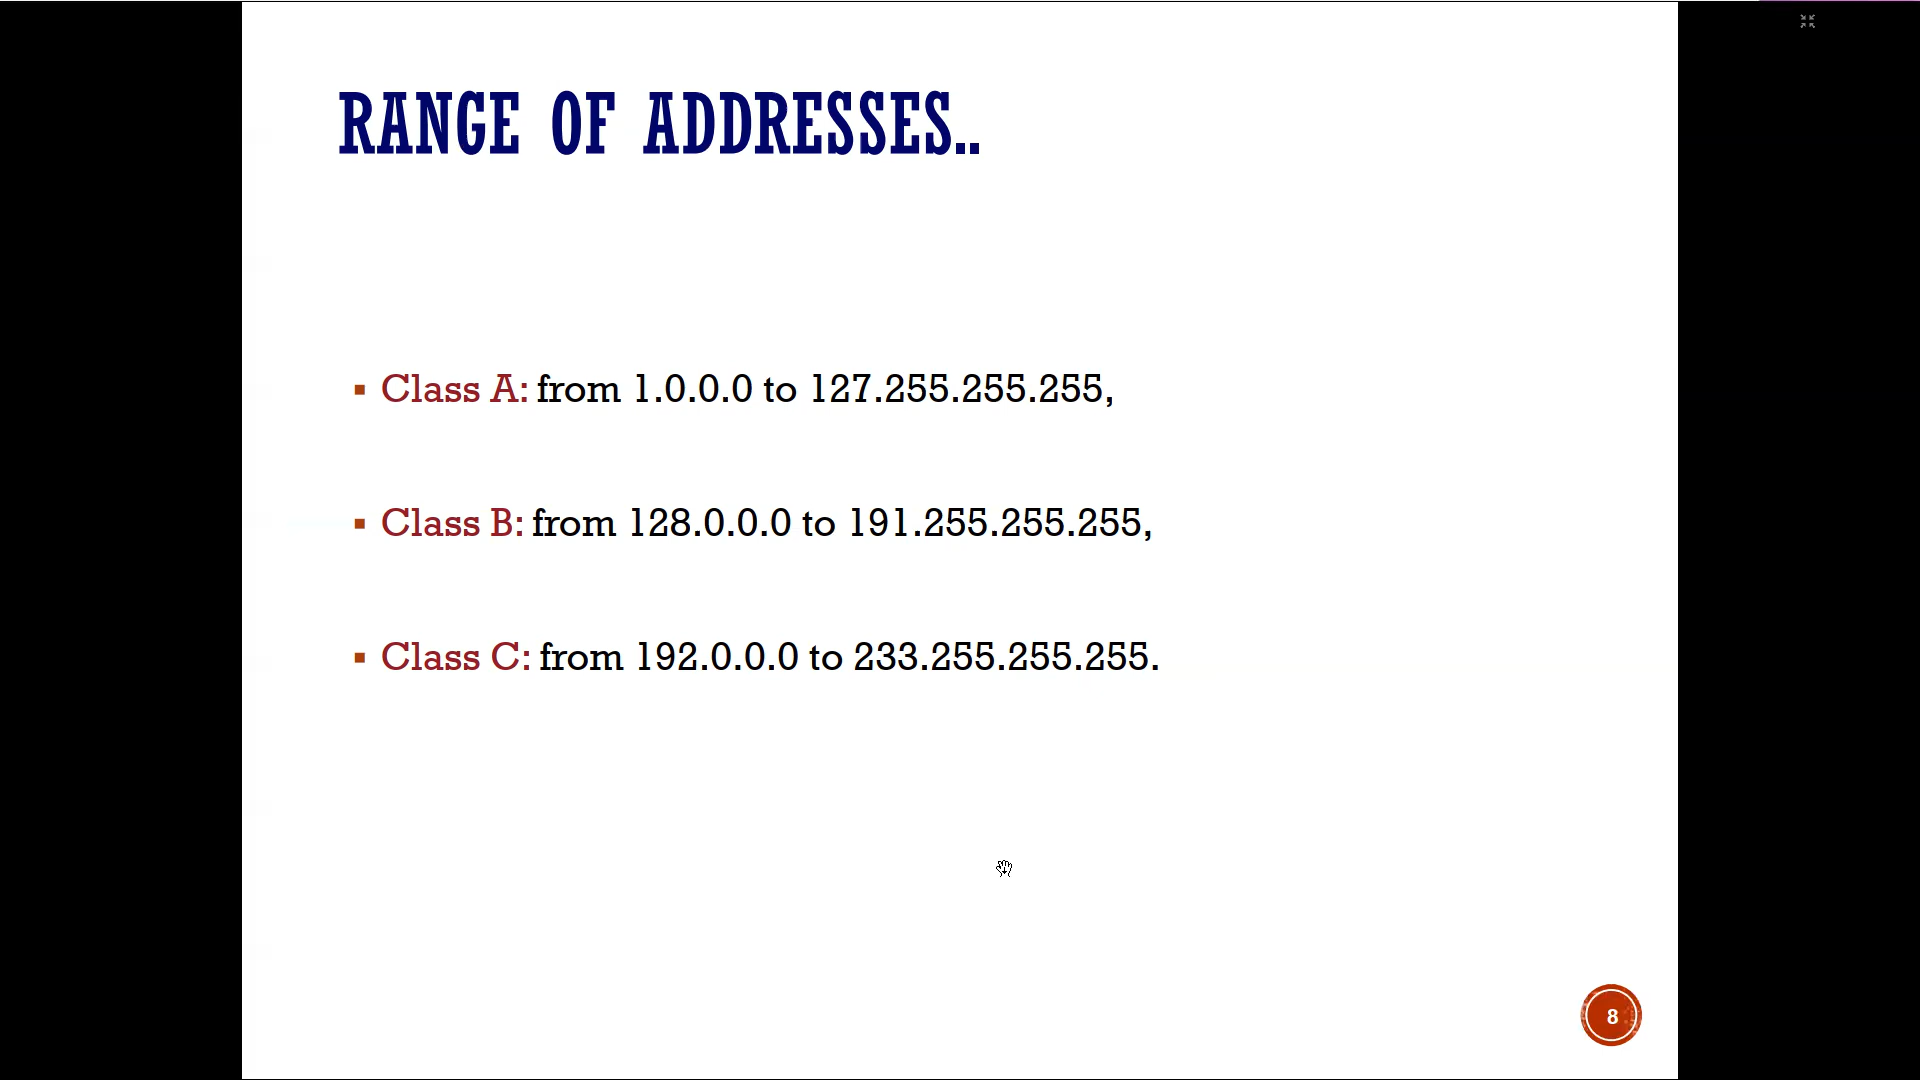 RANGE OF ADDRESSES..
▪ Class A: from 1.0.0.0 to 127.255.255.255,
▪ Class B: from 128.0.0.0 to 191.255.255.255,
▪ Class C: from 192.0.0.0 to 233.255.255.255.
8